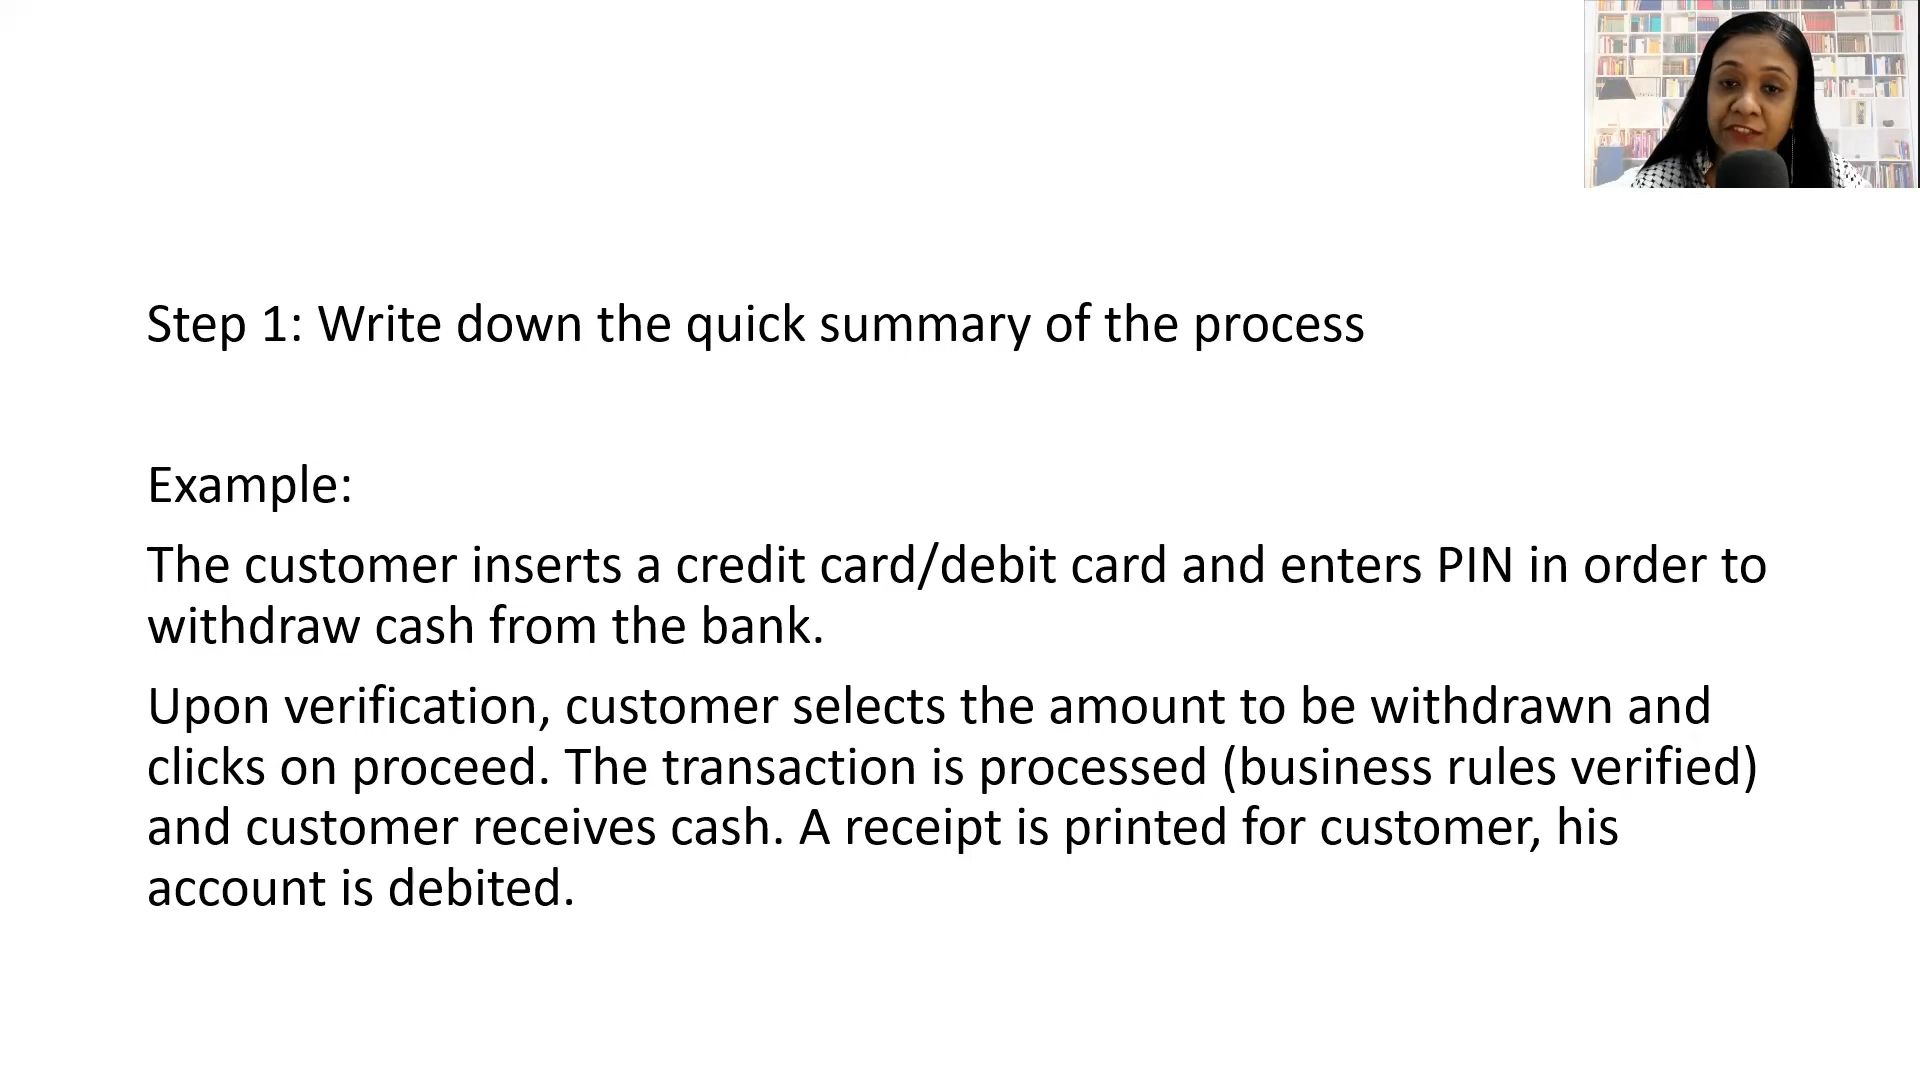 Step 1: Write down the quick summary of the process
Example:
The customer inserts a credit card/debit card and enters PIN in order to
withdraw cash from the bank.
Upon verification, customer selects the amount to be withdrawn and
clicks on proceed. The transaction is processed (business rules verified)
and customer receives cash. A receipt is printed for customer, his
account is debited.